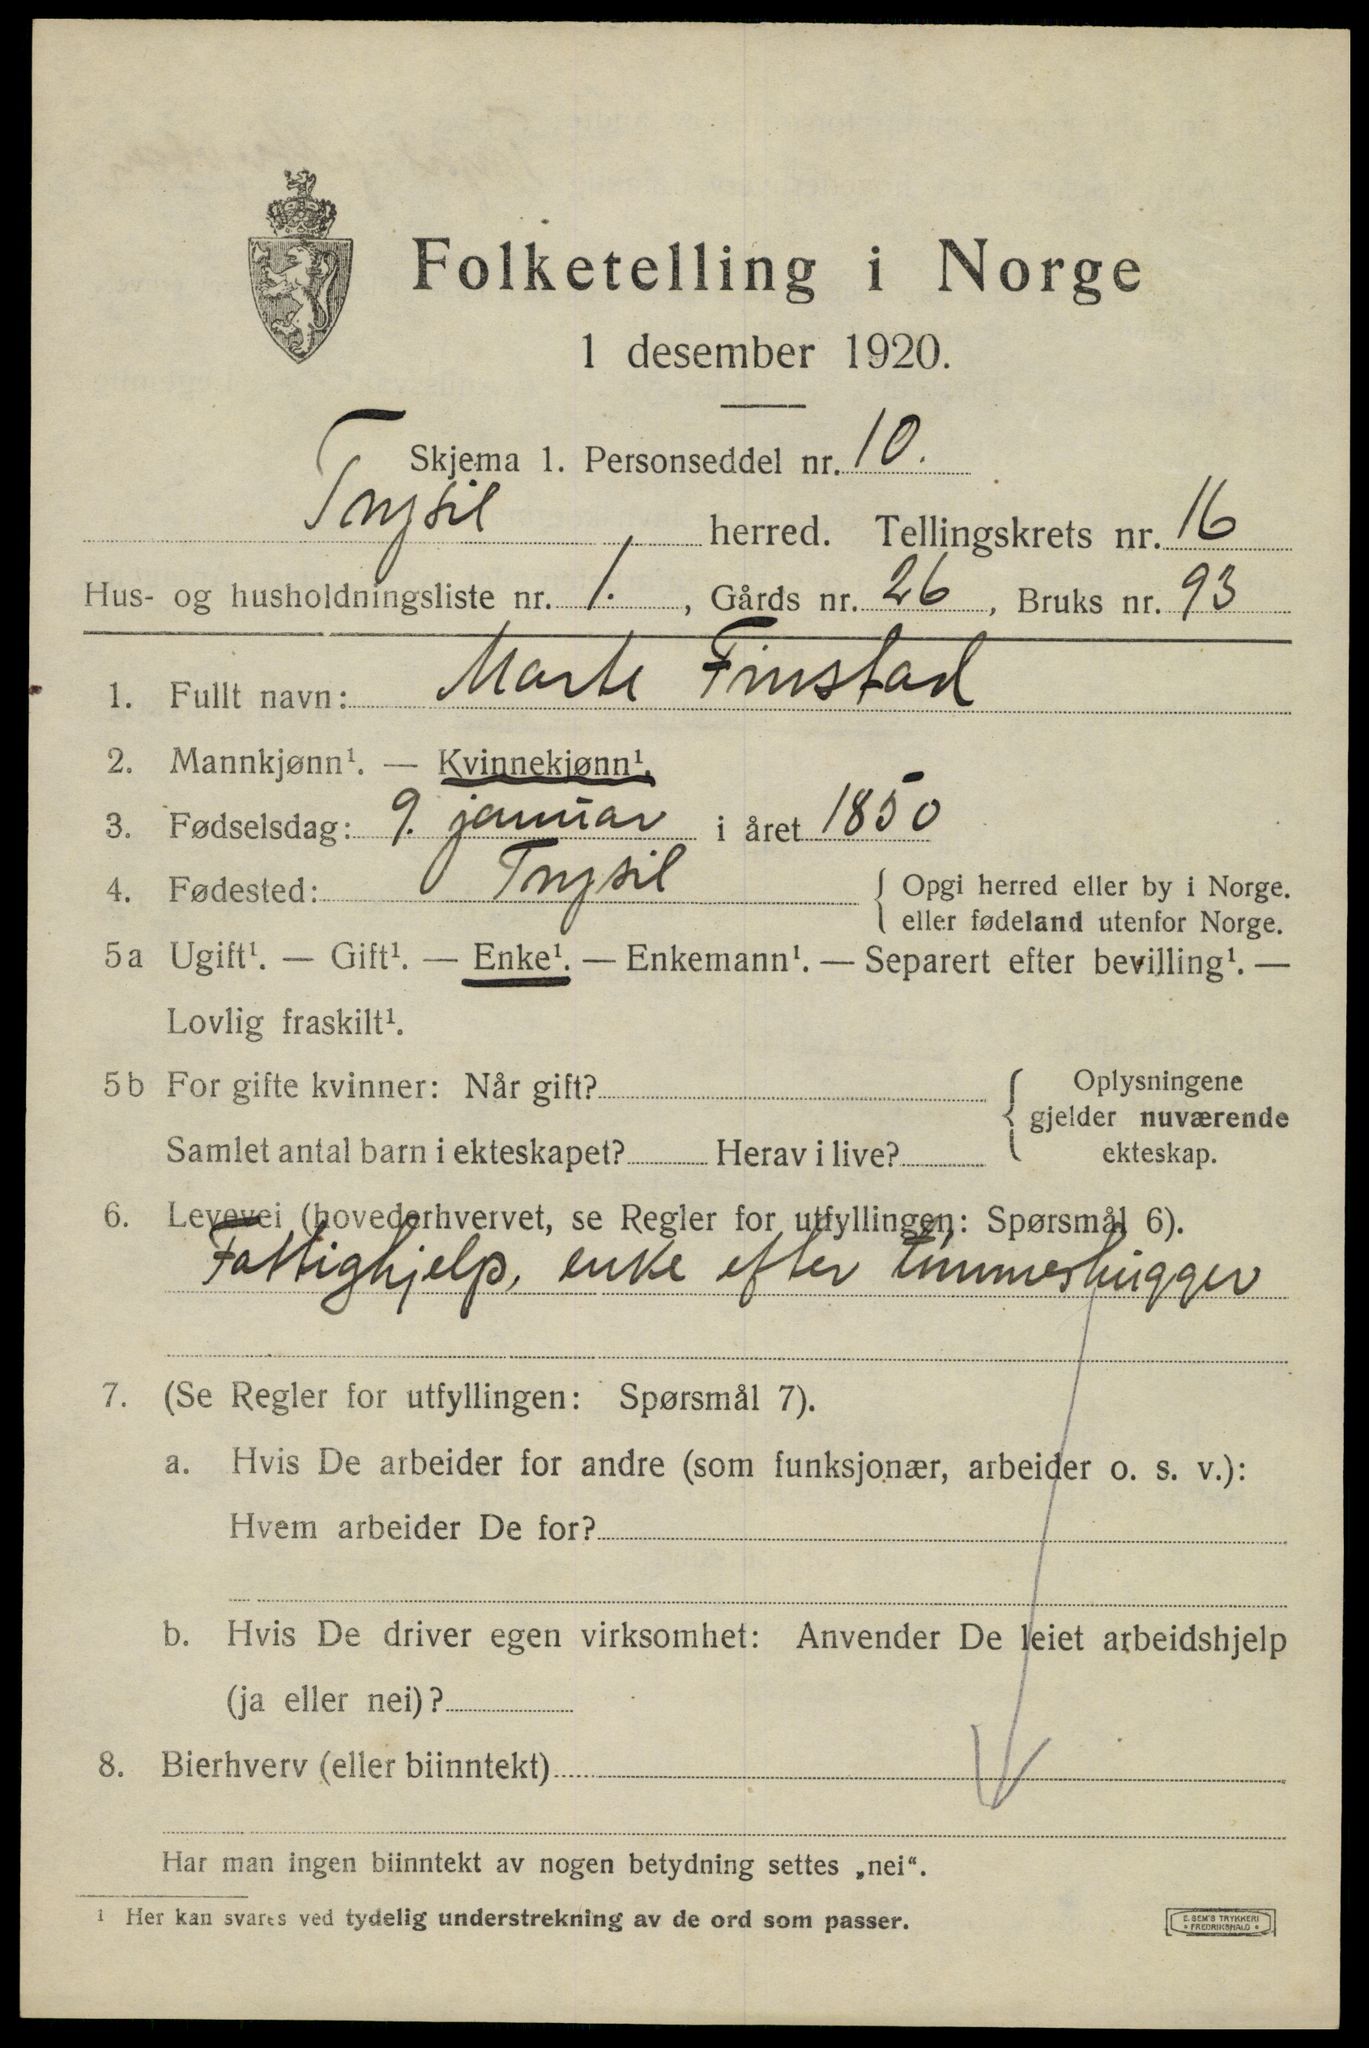 Folketelling i Norge
1 desember 1920.
Skjema 1. Personseddel nr. 10.
Trysil herred. Tellingskrets nr. 16
Hus- og husholdningsliste nr. 1. , Gårds nr. 26 , Bruks nr. 93
1. Fullt navn: Marte Finstad
2. Mannkjønn¹. — Kvinnekjønn¹.
3. Fødselsdag: 9. januar i året 1850
4. Fødested: Trysil { Opgi herred eller by i Norge.
eller fødeland utenfor Norge.
5a Ugift¹. — Gift¹. — Enke¹. — Enkemann¹. — Separert efter bevilling¹. —
Lovlig fraskilt¹.
5b For gifte kvinner: Når gift? { Oplysningene
gjelder nuværende
Samlet antal barn i ekteskapet? Herav i live? ekteskap.
6. Levevei (hovederhvervet, se Regler for utfyllingen: Spørsmål 6).
Fattighjelp, enke efter tømmerhugger
7. (Se Regler for utfyllingen: Spørsmål 7).
a. Hvis De arbeider for andre (som funksjonær, arbeider o. s. v.):
Hvem arbeider De for?
b. Hvis De driver egen virksomhet: Anvender De leiet arbeidshjelp
(ja eller nei)?
8. Bierhverv (eller biinntekt)
Har man ingen biinntekt av nogen betydning settes „nei“.
¹ Her kan svares ved tydelig understrekning av de ord som passer.
E. SEM'S TRYKKERI
• FREDRIKSHALD •